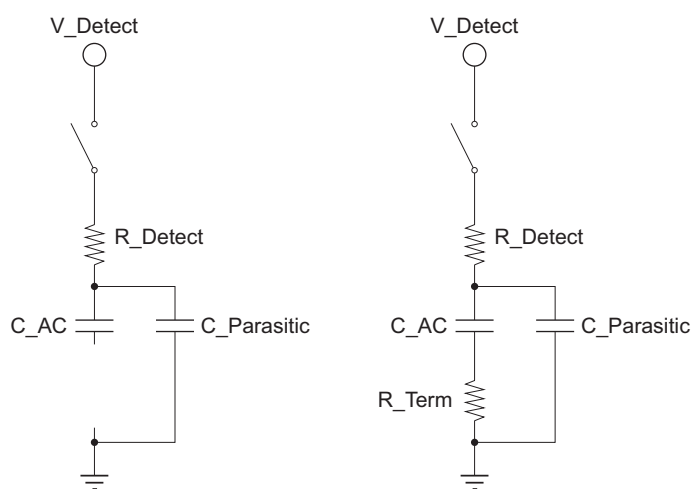 V_Detect
R_Detect
C_AC
C_Parasitic
V_Detect
R_Detect
C_AC
C_Parasitic
R_Term